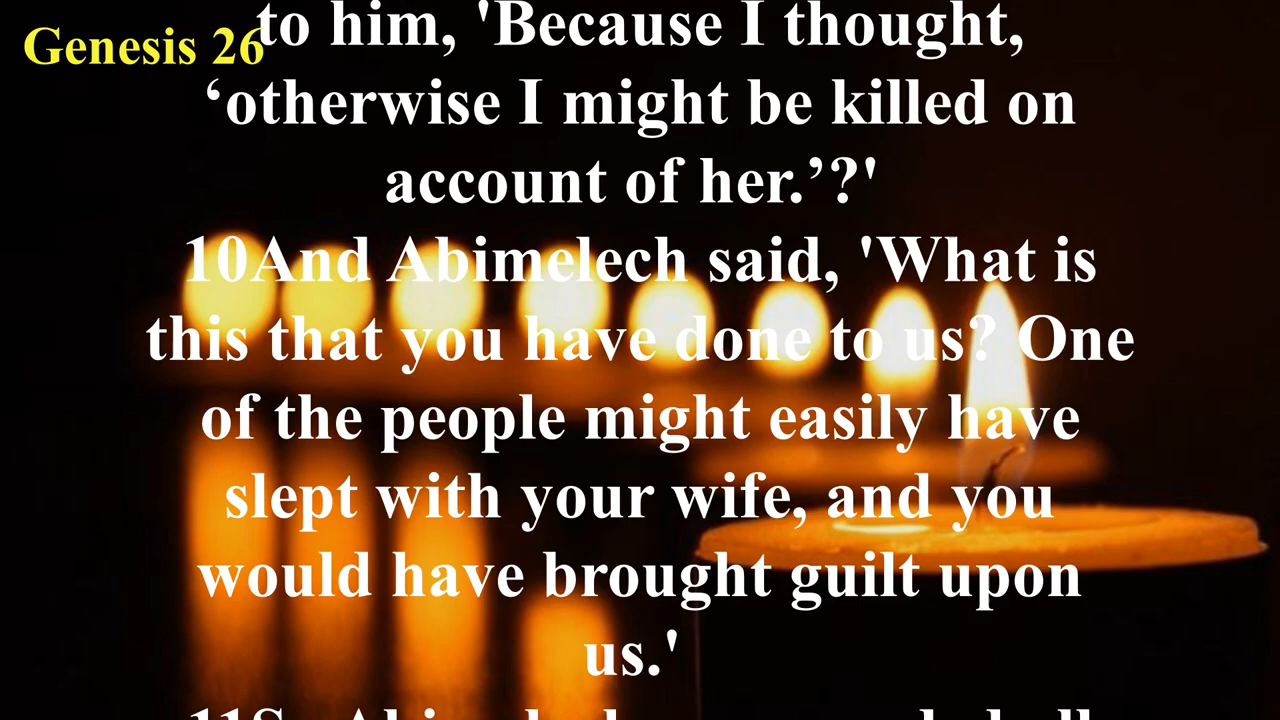 Genesis 26
to him, 'Because I thought,
‘otherwise I might be killed on
account of her.’?'
10And Abimelech said, 'What is
this that you have done to us? One
of the people might easily have
slept with your wife, and you
would have brought guilt upon
us.'